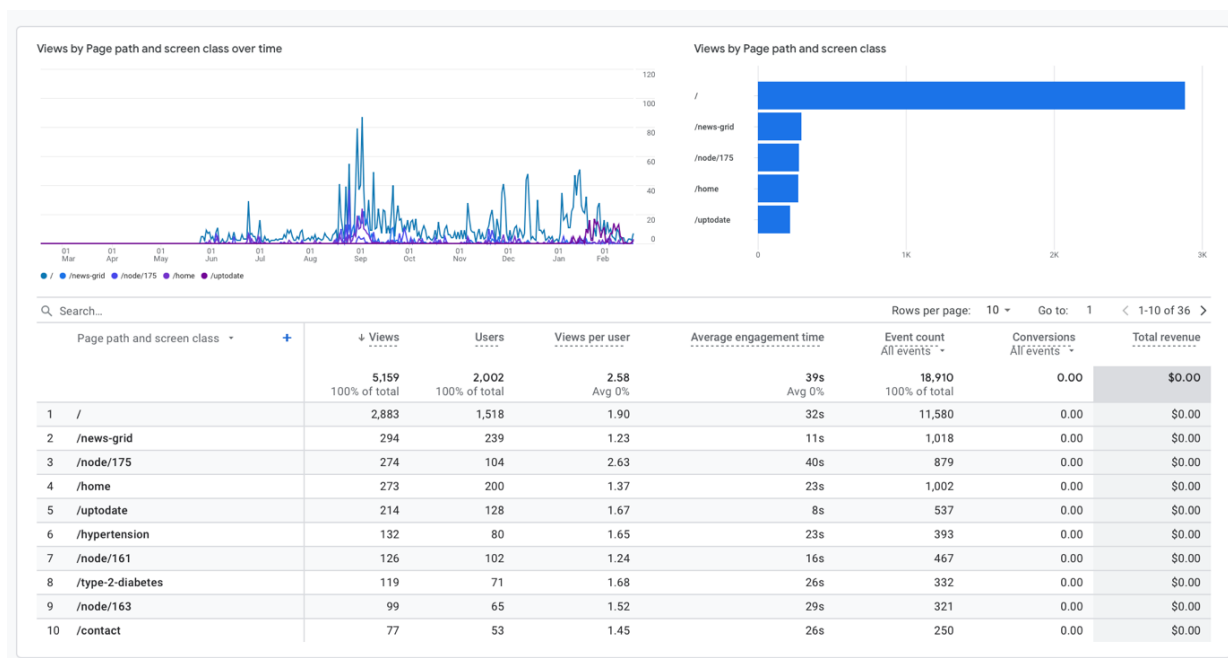 Views by Page path and screen class over time
120
100
80
60
40
20
0
01 Mar
01 Apr
01 May
01 Jun
01 Jul
01 Aug
01 Sep
01 Oct
01 Nov
01 Dec
01 Jan
01 Feb
/ /news-grid /node/175 /home /uptodate
Views by Page path and screen class
/
/news-grid
/node/175
/home
/uptodate
0 1K 2K 3K
Search...
Rows per page: 10 Go to: 1 < 1-10 of 36 >
Page path and screen class + ↓ Views Users Views per user Average engagement time Event count Conversions Total revenue
All events All events
5,159 2,002 2.58 39s 18,910 0.00 $0.00
100% of total 100% of total Avg 0% Avg 0% 100% of total
1 / 2,883 1,518 1.90 32s 11,580 0.00 $0.00
2 /news-grid 294 239 1.23 11s 1,018 0.00 $0.00
3 /node/175 274 104 2.63 40s 879 0.00 $0.00
4 /home 273 200 1.37 23s 1,002 0.00 $0.00
5 /uptodate 214 128 1.67 8s 537 0.00 $0.00
6 /hypertension 132 80 1.65 23s 393 0.00 $0.00
7 /node/161 126 102 1.24 16s 467 0.00 $0.00
8 /type-2-diabetes 119 71 1.68 26s 332 0.00 $0.00
9 /node/163 99 65 1.52 29s 321 0.00 $0.00
10 /contact 77 53 1.45 26s 250 0.00 $0.00